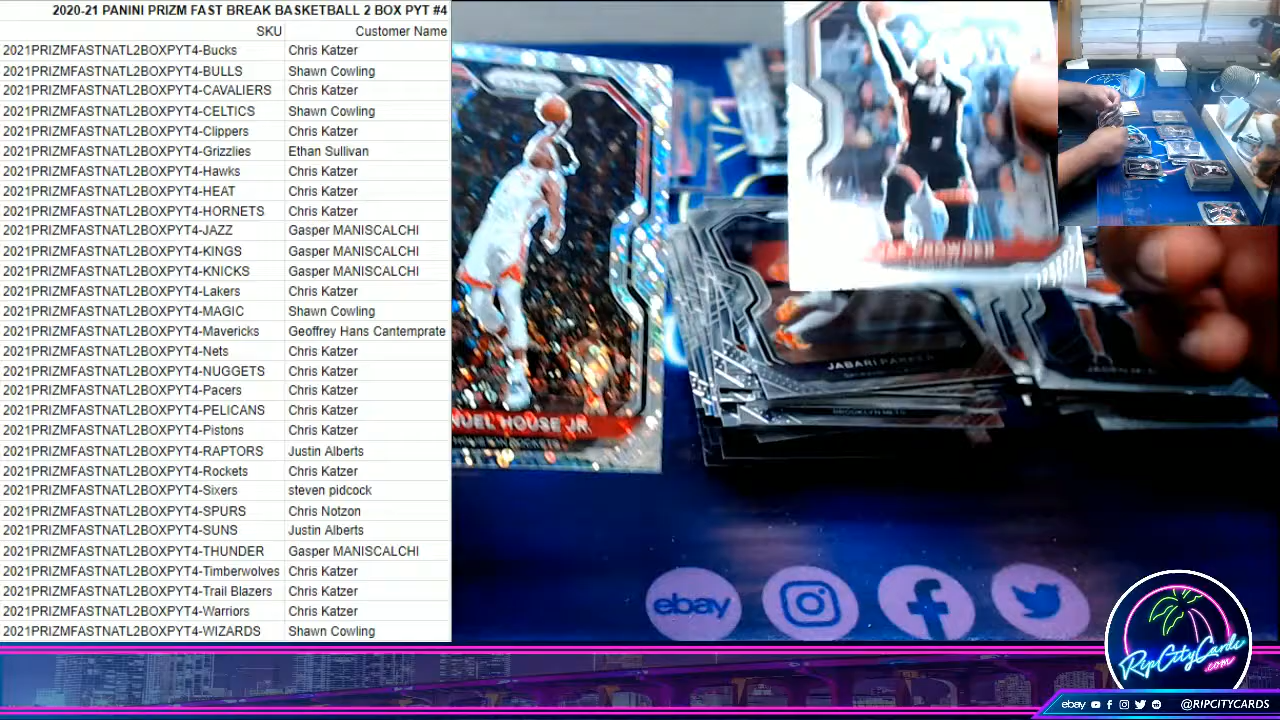 2020-21 PANINI PRIZM FAST BREAK BASKETBALL 2 BOX PYT #4
SKU Customer Name
2021PRIZMFASTNATL2BOXPYT4-Bucks Chris Katzer
2021PRIZMFASTNATL2BOXPYT4-BULLS Shawn Cowling
2021PRIZMFASTNATL2BOXPYT4-CAVALIERS Chris Katzer
2021PRIZMFASTNATL2BOXPYT4-CELTICS Shawn Cowling
2021PRIZMFASTNATL2BOXPYT4-Clippers Chris Katzer
2021PRIZMFASTNATL2BOXPYT4-Grizzlies Ethan Sullivan
2021PRIZMFASTNATL2BOXPYT4-Hawks Chris Katzer
2021PRIZMFASTNATL2BOXPYT4-HEAT Chris Katzer
2021PRIZMFASTNATL2BOXPYT4-HORNETS Chris Katzer
2021PRIZMFASTNATL2BOXPYT4-JAZZ Gasper MANISCALCHI
2021PRIZMFASTNATL2BOXPYT4-KINGS Gasper MANISCALCHI
2021PRIZMFASTNATL2BOXPYT4-KNICKS Gasper MANISCALCHI
2021PRIZMFASTNATL2BOXPYT4-Lakers Chris Katzer
2021PRIZMFASTNATL2BOXPYT4-MAGIC Shawn Cowling
2021PRIZMFASTNATL2BOXPYT4-Mavericks Geoffrey Hans Cantemprate
2021PRIZMFASTNATL2BOXPYT4-Nets Chris Katzer
2021PRIZMFASTNATL2BOXPYT4-NUGGETS Chris Katzer
2021PRIZMFASTNATL2BOXPYT4-Pacers Chris Katzer
2021PRIZMFASTNATL2BOXPYT4-PELICANS Chris Katzer
2021PRIZMFASTNATL2BOXPYT4-Pistons Chris Katzer
2021PRIZMFASTNATL2BOXPYT4-RAPTORS Justin Alberts
2021PRIZMFASTNATL2BOXPYT4-Rockets Chris Katzer
2021PRIZMFASTNATL2BOXPYT4-Sixers steven pidcock
2021PRIZMFASTNATL2BOXPYT4-SPURS Chris Notzon
2021PRIZMFASTNATL2BOXPYT4-SUNS Justin Alberts
2021PRIZMFASTNATL2BOXPYT4-THUNDER Gasper MANISCALCHI
2021PRIZMFASTNATL2BOXPYT4-Timberwolves Chris Katzer
2021PRIZMFASTNATL2BOXPYT4-Trail Blazers Chris Katzer
2021PRIZMFASTNATL2BOXPYT4-Warriors Chris Katzer
2021PRIZMFASTNATL2BOXPYT4-WIZARDS Shawn Cowling
PRIZM
NUEL HOUSE JR.
JABARI PARKER
BROOKLYN NETS
ebay
RipCityCards
.com
ebay @RIPCITYCARDS